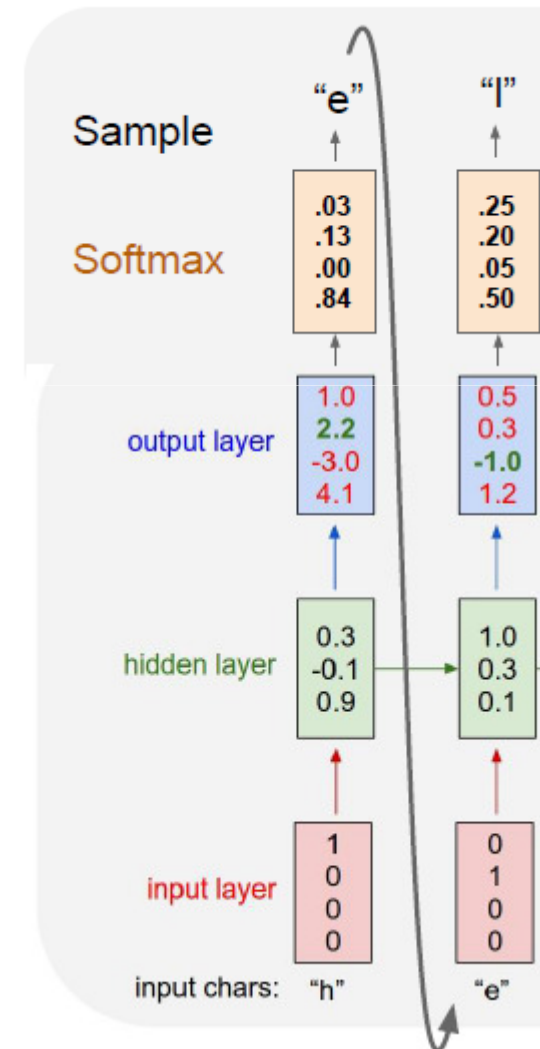 “e” “l”
Sample
Softmax
.03 .25
.13 .20
.00 .05
.84 .50
output layer
1.0 0.5
2.2 0.3
-3.0 -1.0
4.1 1.2
hidden layer
0.3 1.0
-0.1 0.3
0.9 0.1
input layer
1 0
0 1
0 0
0 0
input chars: “h” “e”